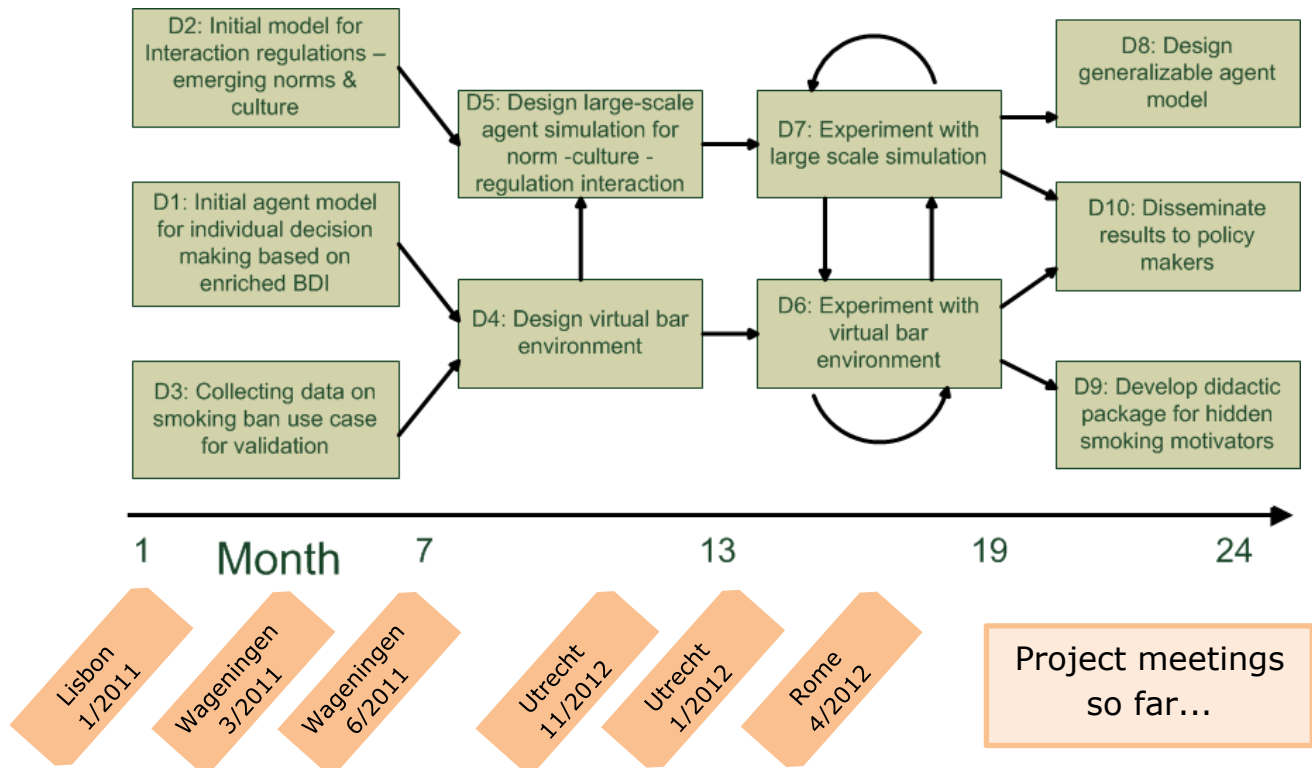 D2: Initial model for
Interaction regulations –
emerging norms &
culture
D1: Initial agent model
for individual decision
making based on
enriched BDI
D3: Collecting data on
smoking ban use case
for validation
D5: Design large-scale
agent simulation for
norm -culture -
regulation interaction
D4: Design virtual bar
environment
D7: Experiment with
large scale simulation
D6: Experiment with
virtual bar
environment
D8: Design
generalizable agent
model
D10: Disseminate
results to policy
makers
D9: Develop didactic
package for hidden
smoking motivators
1 Month 7 13 19 24
Lisbon
1/2011
Wageningen
3/2011
Wageningen
6/2011
Utrecht
11/2012
Utrecht
1/2012
Rome
4/2012
Project meetings
so far...